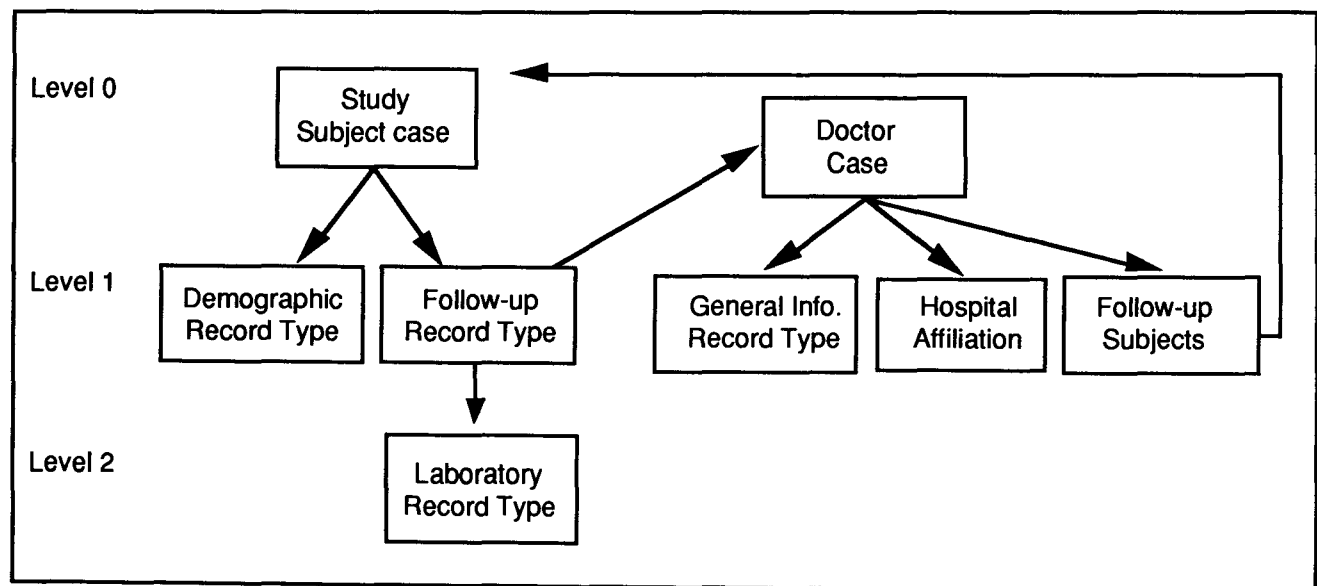 Level 0
Study
Subject case
Doctor
Case
Level 1
Demographic
Record Type
Follow-up
Record Type
General Info.
Record Type
Hospital
Affiliation
Follow-up
Subjects
Level 2
Laboratory
Record Type